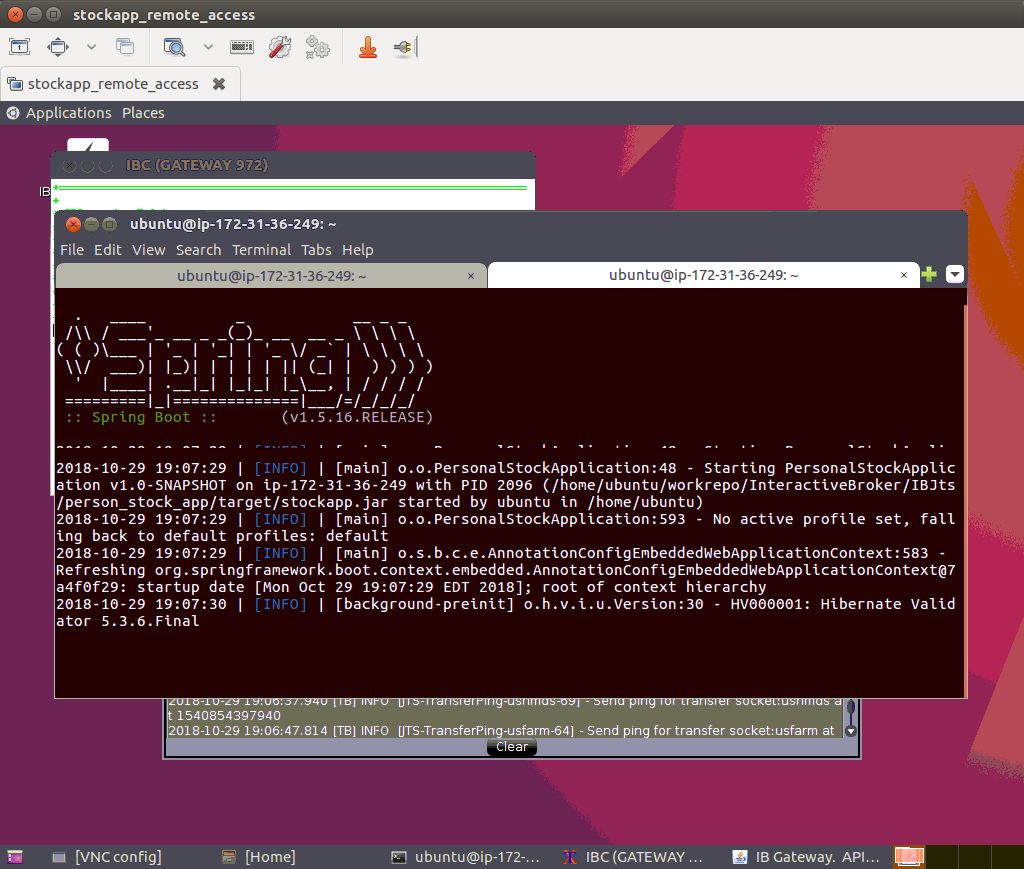 stockapp_remote_access
stockapp_remote_access
Applications Places
IBC (GATEWAY 972)
IB
ubuntu@ip-172-31-36-249: ~
File Edit View Search Terminal Tabs Help
ubuntu@ip-172-31-36-249: ~ ubuntu@ip-172-31-36-249: ~
Spring
:: Spring Boot :: (v1.5.16.RELEASE)
2018-10-29 19:07:29 | [INFO] | [main] o.o.PersonalStockApplication:48 - Starting PersonalStockApplic
ation v1.0-SNAPSHOT on ip-172-31-36-249 with PID 2096 (/home/ubuntu/workrepo/InteractiveBroker/IBJts
/person_stock_app/target/stockapp.jar started by ubuntu in /home/ubuntu)
2018-10-29 19:07:29 | [INFO] | [main] o.o.PersonalStockApplication:593 - No active profile set, fall
ing back to default profiles: default
2018-10-29 19:07:29 | [INFO] | [main] o.s.b.c.e.AnnotationConfigEmbeddedWebApplicationContext:583 -
Refreshing org.springframework.boot.context.embedded.AnnotationConfigEmbeddedWebApplicationContext@7
a4f0f29: startup date [Mon Oct 29 19:07:29 EDT 2018]; root of context hierarchy
2018-10-29 19:07:30 | [INFO] | [background-preinit] o.h.v.i.u.Version:30 - HV000001: Hibernate Valid
ator 5.3.6.Final
2018-10-29 19:06:37.940 [TB] INFO [JTS-TransferPing-ushmds-69] - Send ping for transfer socket:ushmds a
t 1540854397940
2018-10-29 19:06:47.814 [TB] INFO [JTS-TransferPing-usfarm-64] - Send ping for transfer socket:usfarm at
Clear
[VNC config] [Home] ubuntu@ip-172-... IBC (GATEWAY ... IB Gateway. API...